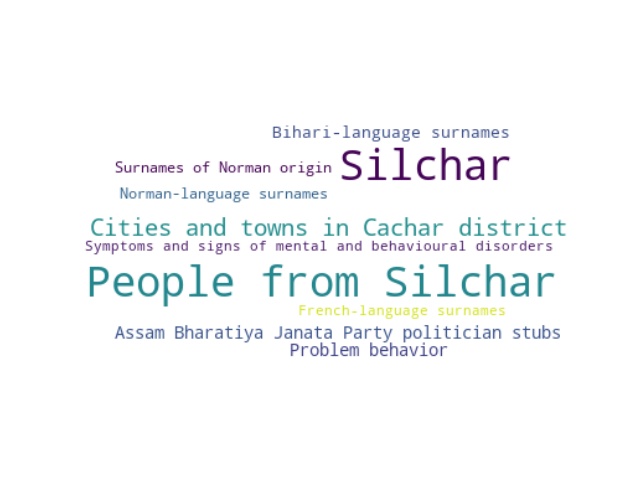 Bihari-language surnames
Surnames of Norman origin
Silchar
Norman-language surnames
Cities and towns in Cachar district
Symptoms and signs of mental and behavioural disorders
People from Silchar
French-language surnames
Assam Bharatiya Janata Party politician stubs
Problem behavior